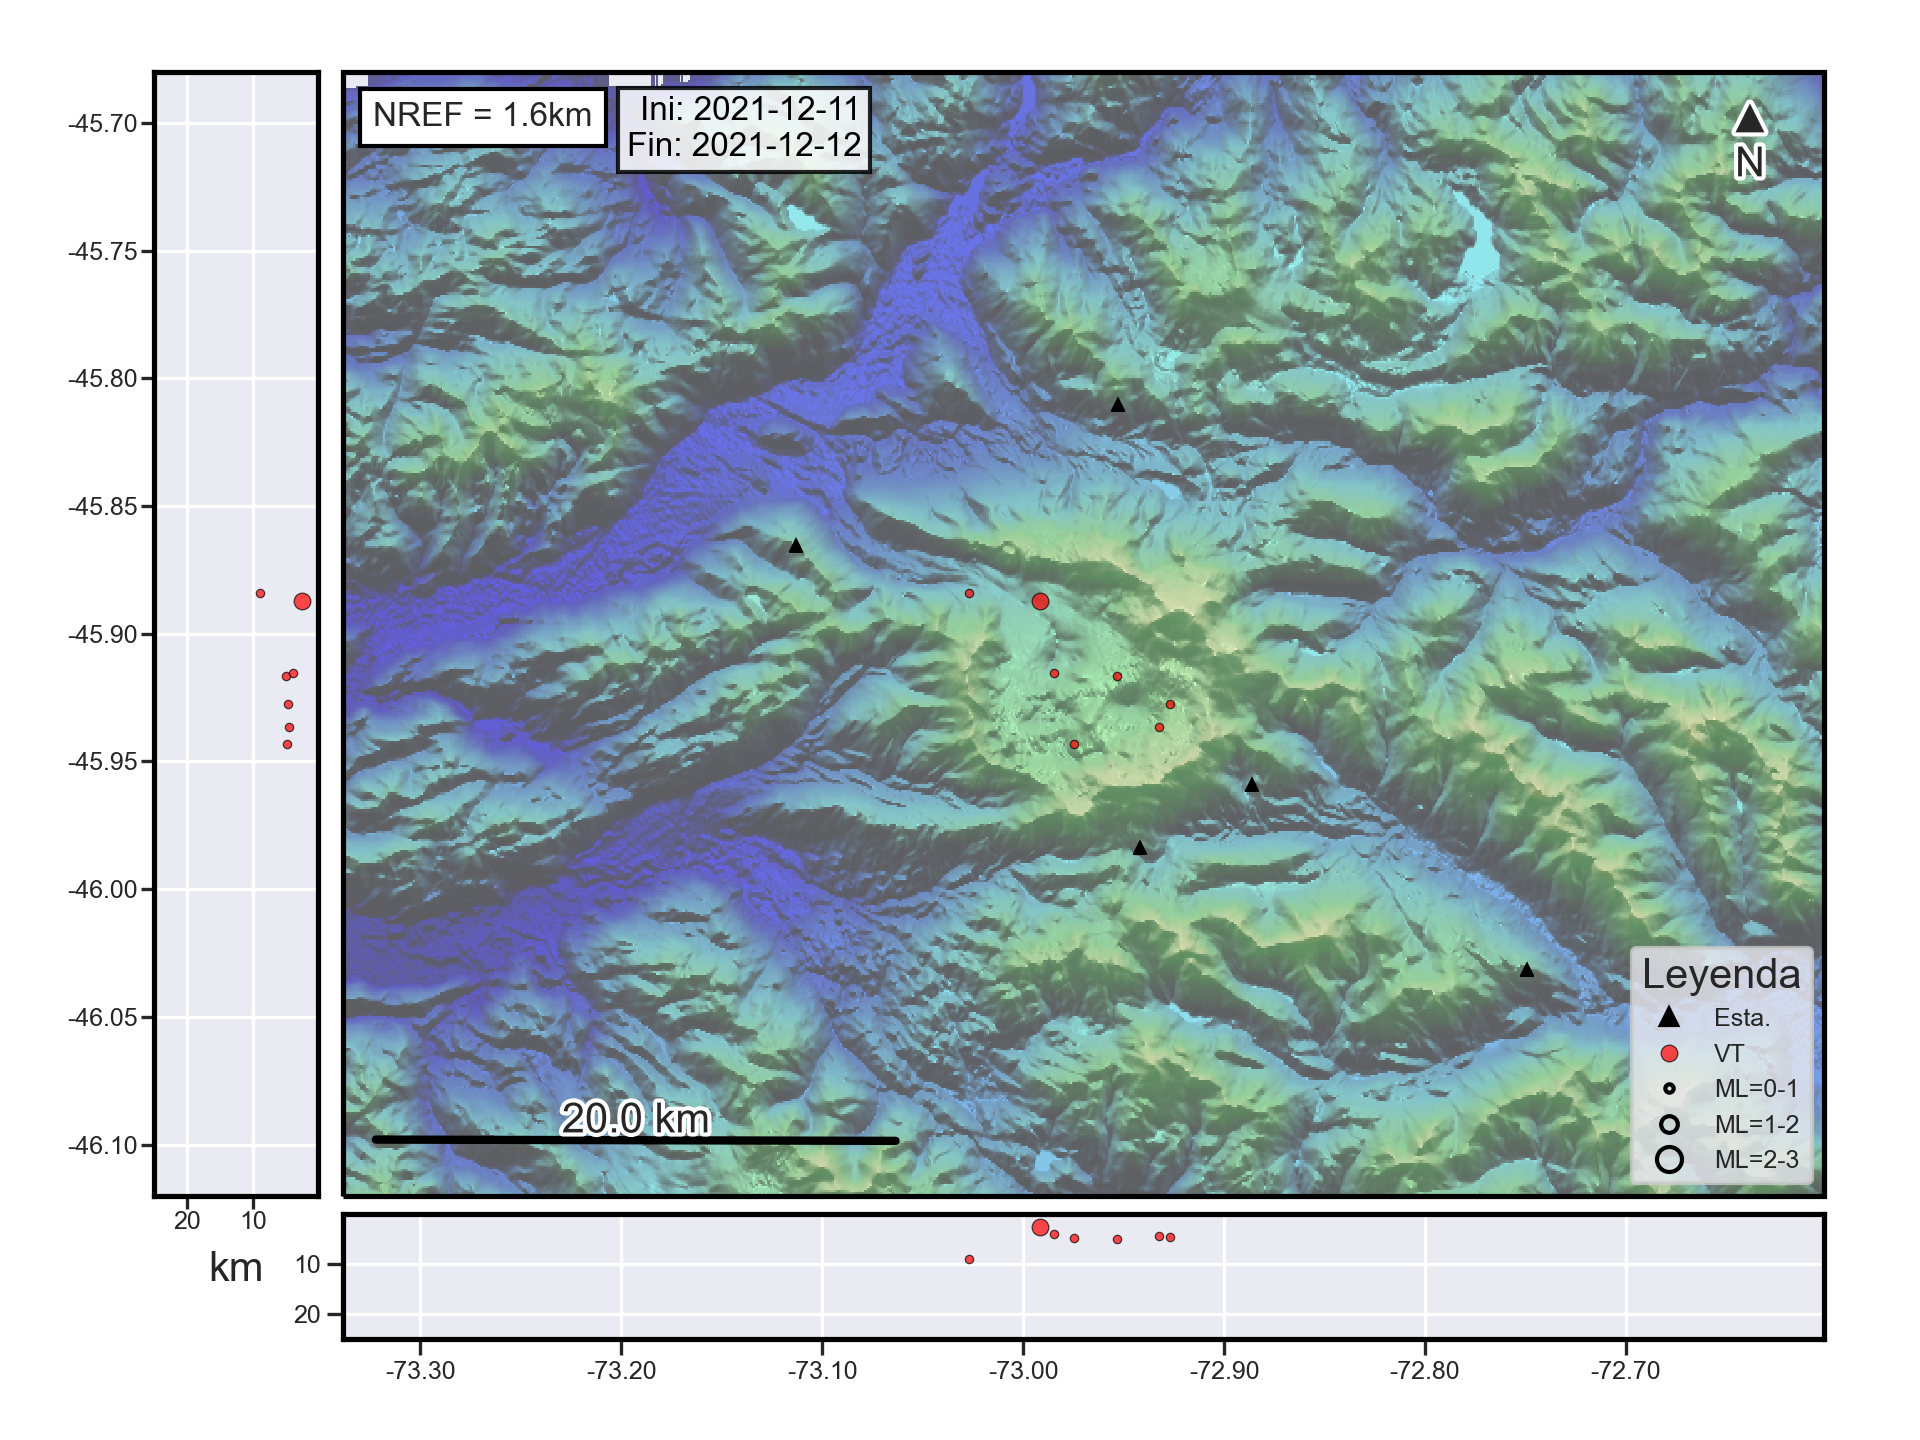 NREF = 1.6km
Ini: 2021-12-11
Fin: 2021-12-12
N
-45.70
-45.75
-45.80
-45.85
-45.90
-45.95
-46.00
-46.05
-46.10
20 10
km
20.0 km
Leyenda
Esta.
VT
ML=0-1
ML=1-2
ML=2-3
10
20
-73.30 -73.20 -73.10 -73.00 -72.90 -72.80 -72.70